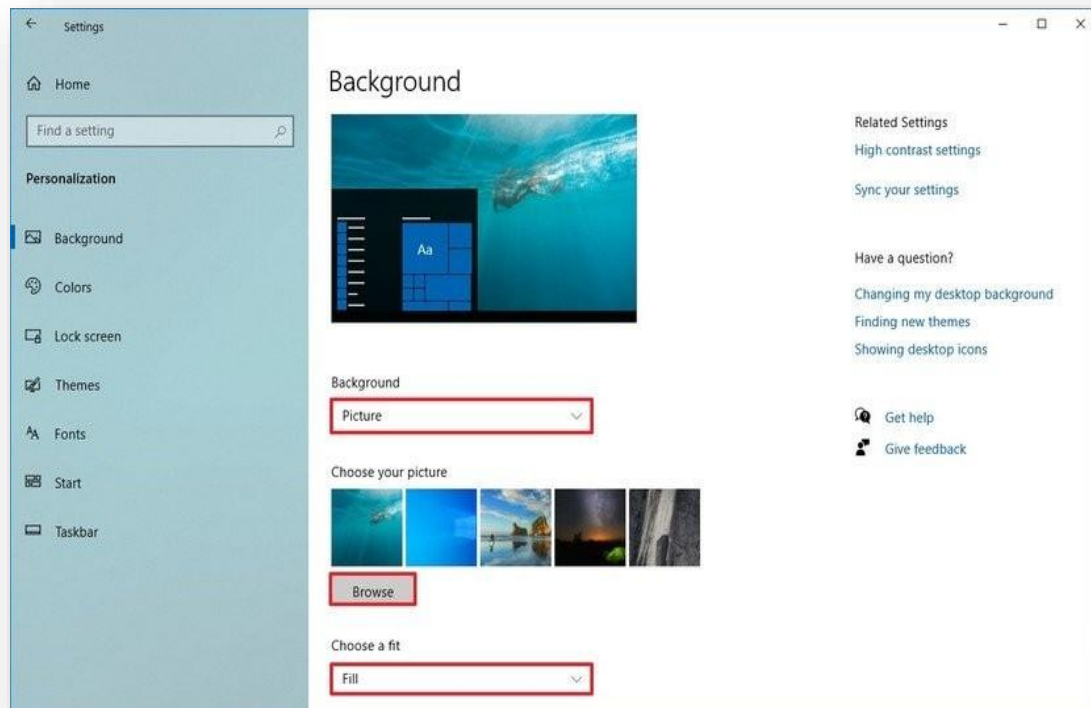 Settings
Home
Find a setting
Personalization
Background
Colors
Lock screen
Themes
Fonts
Start
Taskbar
Background
Aa
Background
Picture
Choose your picture
Browse
Choose a fit
Fill
Related Settings
High contrast settings
Sync your settings
Have a question?
Changing my desktop background
Finding new themes
Showing desktop icons
Get help
Give feedback